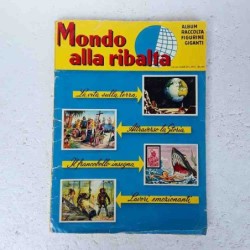 Mondo
alla ribalta
ALBUM
RACCOLTA
FIGURINE
GIGANTI
La vita sulla terra
Attraverso la Storia
Il francobollo insegna
Lavori emozionanti